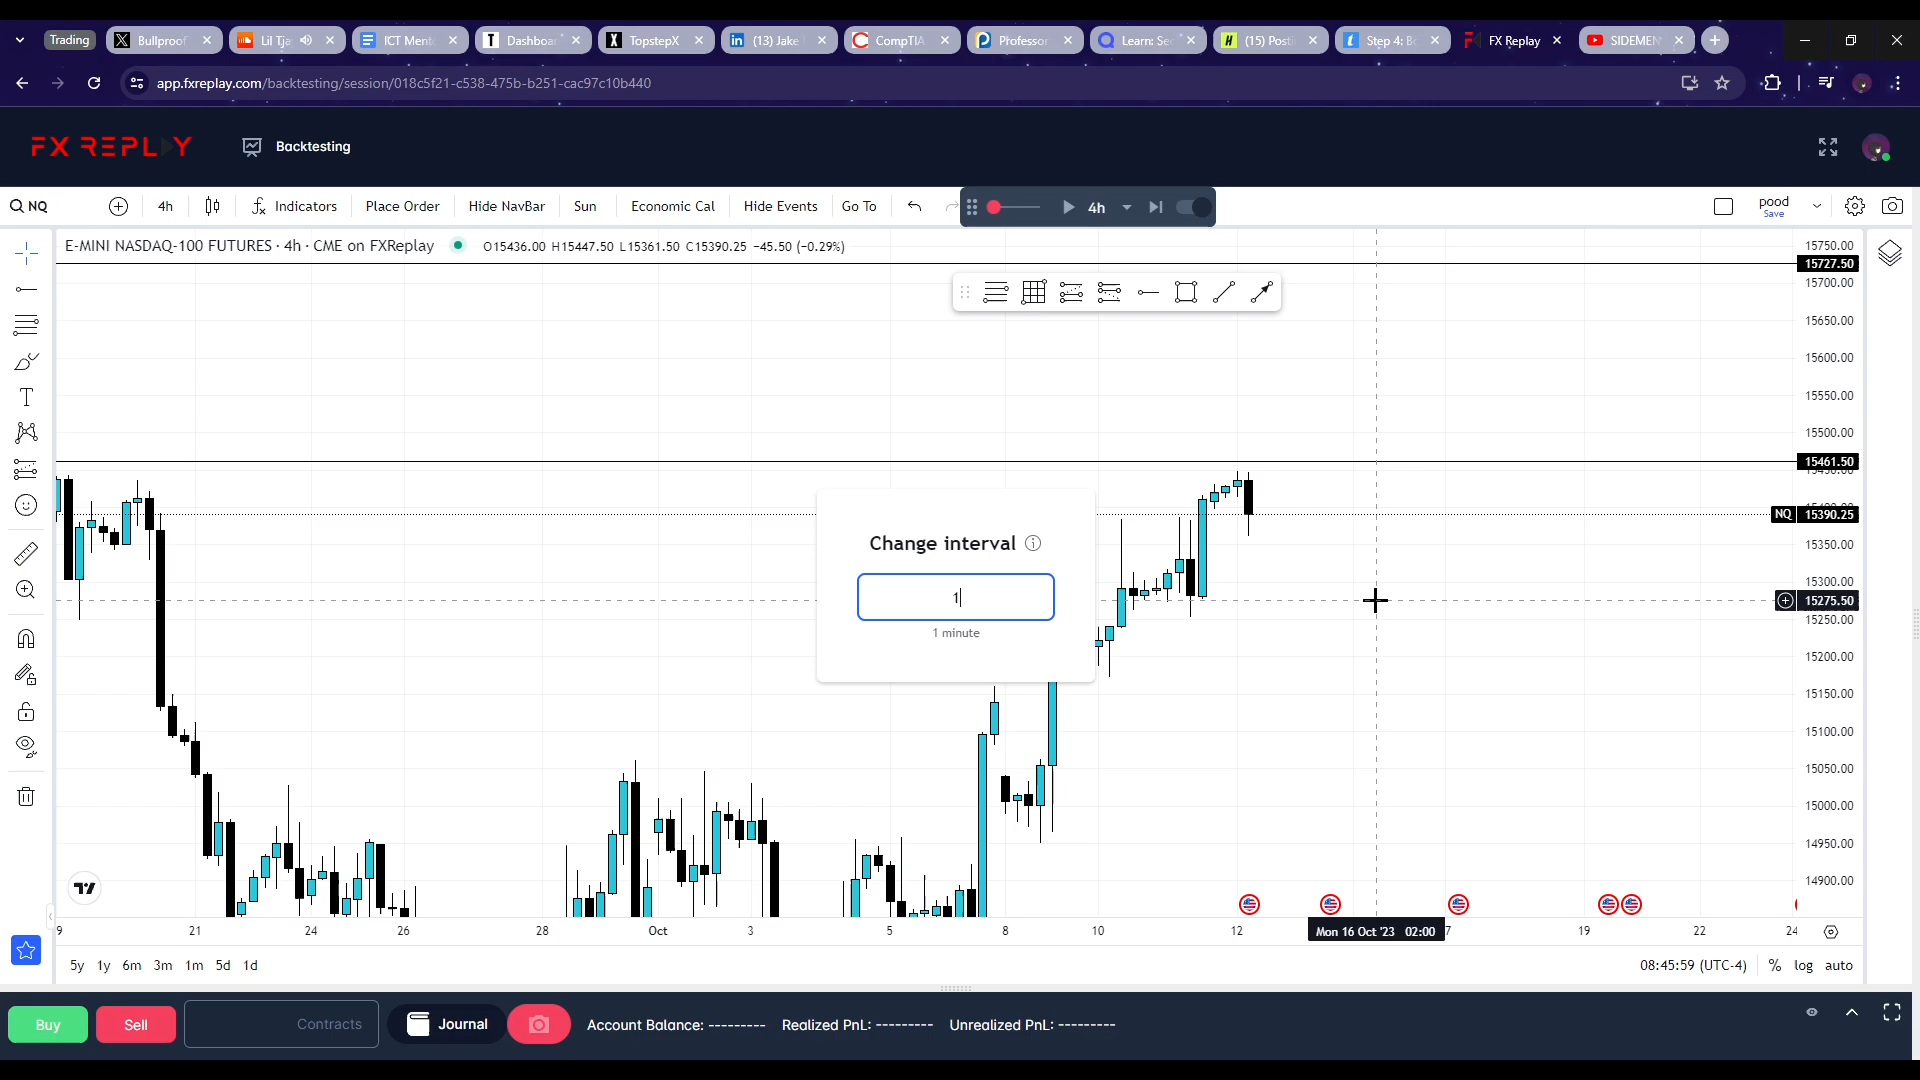 Trading
Bullproof
Lil Tja
ICT Ment
Dashboar
TopstepX
(13) Jake
CompTIA
Professor
Learn: Se
(15) Posti
Step 4: B
FX Replay
SIDEMEN
app.fxreplay.com/backtesting/session/018c5f21-c538-475b-b251-cac97c10b440
FX REPLAY
Backtesting
NQ
4h
Indicators
Place Order
Hide NavBar
Sun
Economic Cal
Hide Events
Go To
4h
pood
Save
E-MINI NASDAQ-100 FUTURES · 4h · CME on FXReplay
O15436.00 H15447.50 L15361.50 C15390.25 −45.50 (−0.29%)
15750.00
15727.50
15700.00
15650.00
15600.00
15550.00
15500.00
15461.50
NQ 15390.25
15350.00
15300.00
15275.50
15250.00
15200.00
15150.00
15100.00
15050.00
15000.00
14950.00
14900.00
Change interval
1
1 minute
9 21 24 26 28 Oct 3 5 8 10 12 Mon 16 Oct '23 02:00 7 19 22 24
5y 1y 6m 3m 1m 5d 1d
08:45:59 (UTC-4) % log auto
Buy
Sell
Contracts
Journal
Account Balance: ---------
Realized PnL: ---------
Unrealized PnL: ---------